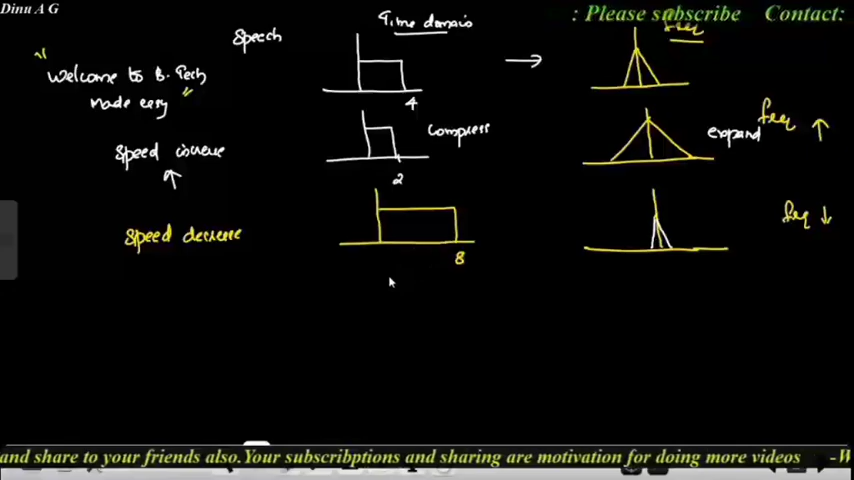 Dinu A G
: Please subscribe Contact:
Speech
Time domain
freq
"Welcome to B. Tech
made easy"
4
compress
expand
freq ↑
Speed increase
2
Speed decrease
freq ↓
8
and share to your friends also.Your subscribptions and sharing are motivation for doing more videos -W